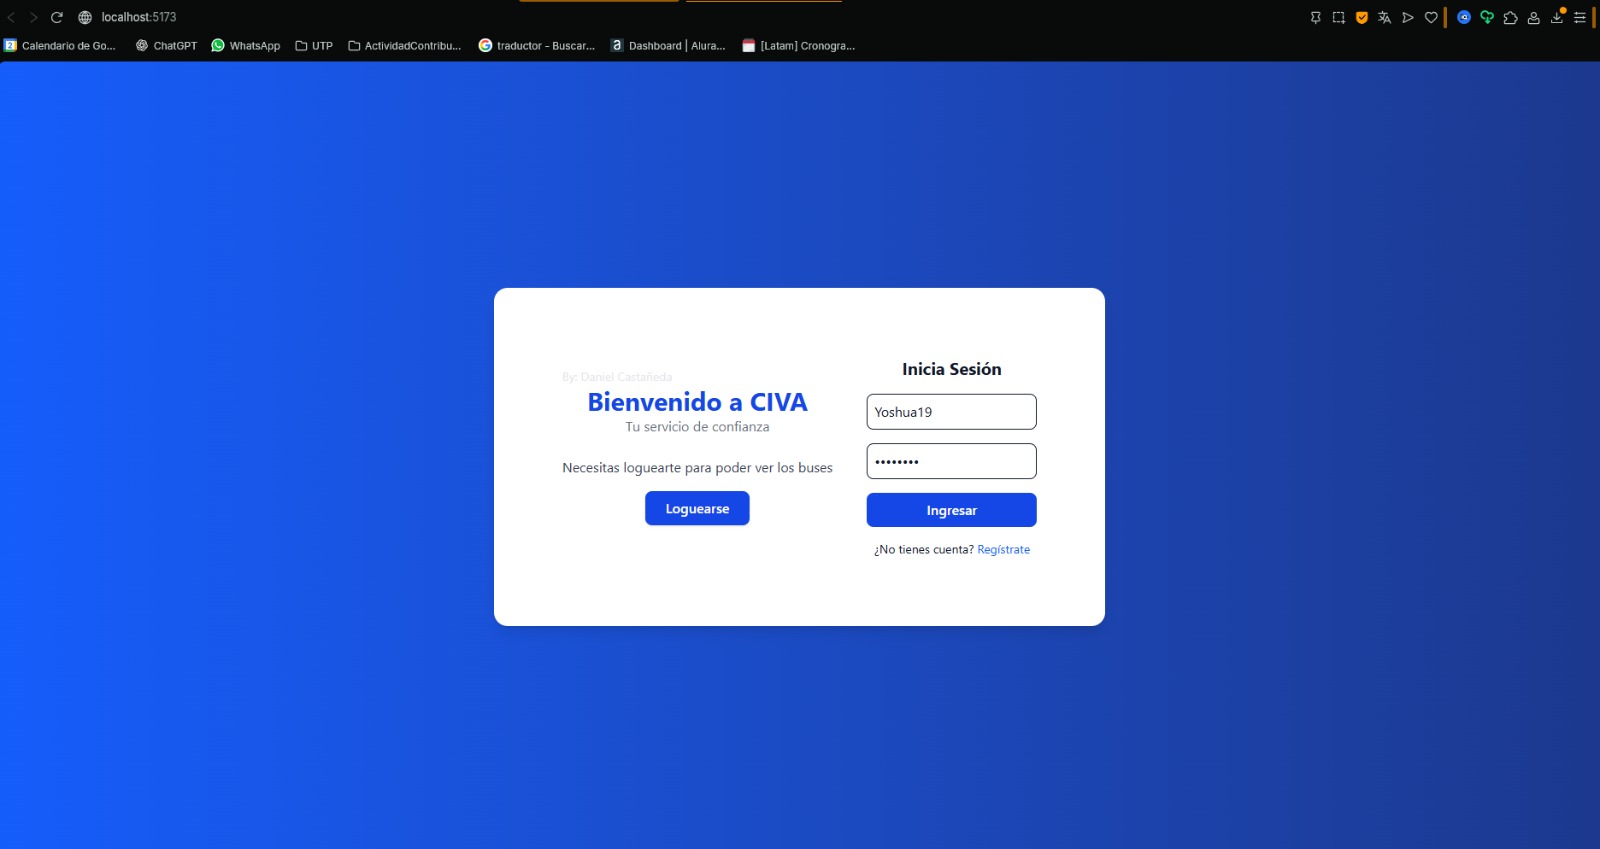 localhost:5173
Calendario de Go...
ChatGPT
WhatsApp
UTP
ActividadContribu...
traductor - Buscar...
Dashboard | Alura...
[Latam] Cronogra...
By: Daniel Castañeda
Bienvenido a CIVA
Tu servicio de confianza
Necesitas loguearte para poder ver los buses
Loguearse
Inicia Sesión
Yoshua19
••••••••
Ingresar
¿No tienes cuenta? Regístrate